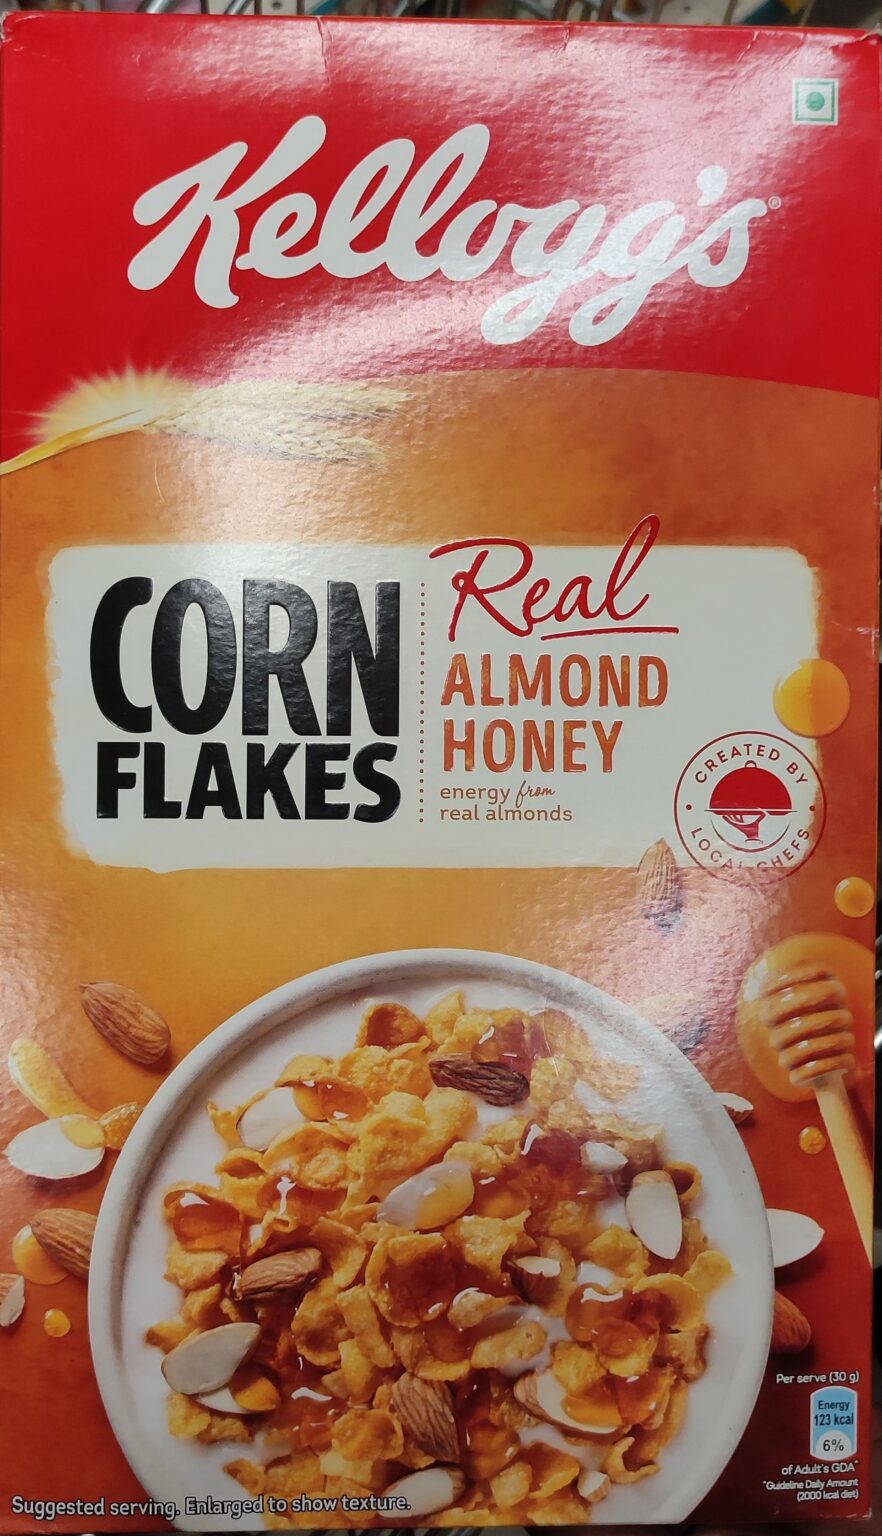 Kellogg's®
CORN
FLAKES
Real
ALMOND
HONEY
energy from
real almonds
CREATED BY
LOCAL CHEFS
Per serve (30 g)
Energy
123 kcal
6%
of Adult's GDA*
*Guideline Daily Amount
(2000 kcal diet)
Suggested serving. Enlarged to show texture.